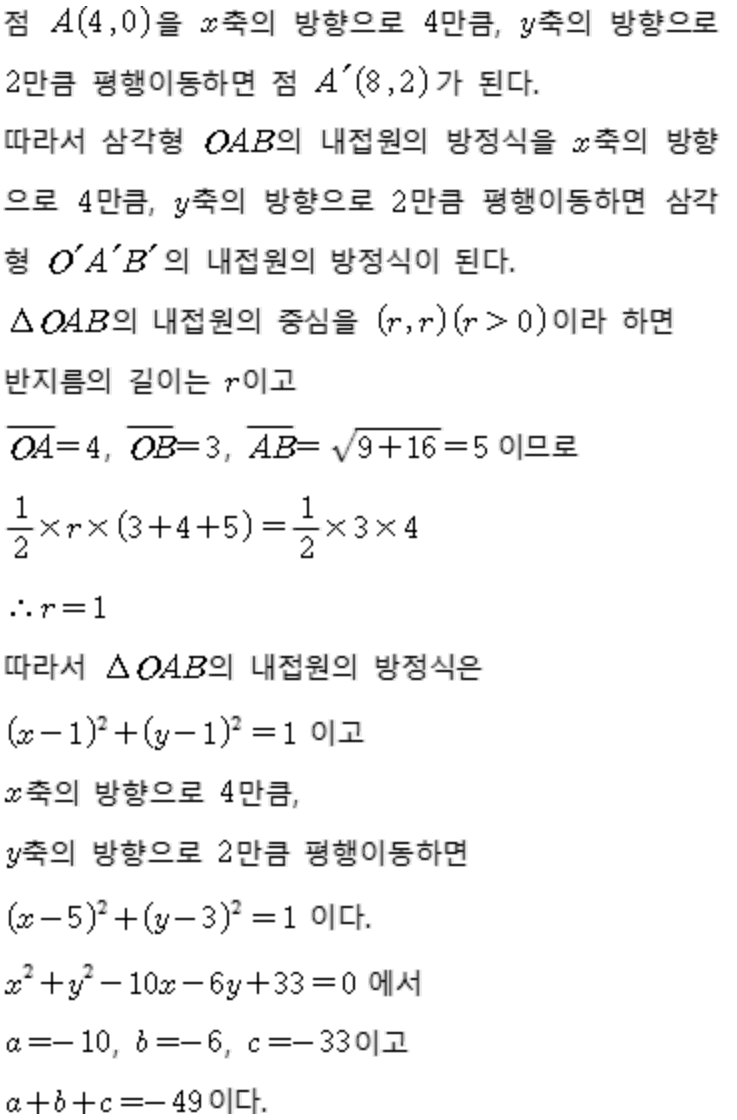 점 A(4,0)을 x축의 방향으로 4만큼, y축의 방향으로
2만큼 평행이동하면 점 A′(8,2)가 된다.
따라서 삼각형 OAB의 내접원의 방정식을 x축의 방향
으로 4만큼, y축의 방향으로 2만큼 평행이동하면 삼각
형 O′A′B′의 내접원의 방정식이 된다.
△OAB의 내접원의 중심을 (r,r)(r>0)이라 하면
반지름의 길이는 r이고
\overline{OA}=4, \overline{OB}=3, \overline{AB}=√(9+16)=5 이므로
1/2×r×(3+4+5)=1/2×3×4
∴r=1
따라서 △OAB의 내접원의 방정식은
(x-1)²+(y-1)²=1 이고
x축의 방향으로 4만큼,
y축의 방향으로 2만큼 평행이동하면
(x-5)²+(y-3)²=1 이다.
x²+y²-10x-6y+33=0 에서
a=-10, b=-6, c=-33이고
a+b+c=-49이다.